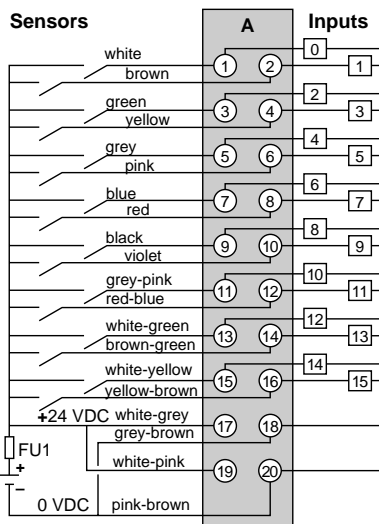 Sensors A Inputs
white 0
brown 1 2 1
green 2
yellow 3 4 3
grey 4
pink 5 6 5
blue 6
red 7 8 7
black 8
violet 9 10 9
grey-pink 10
red-blue 11 12 11
white-green 12
brown-green 13 14 13
white-yellow 14
yellow-brown 15 16 15
+24 VDC white-grey
grey-brown 17 18
FU1
+ white-pink 19 20
−
0 VDC pink-brown